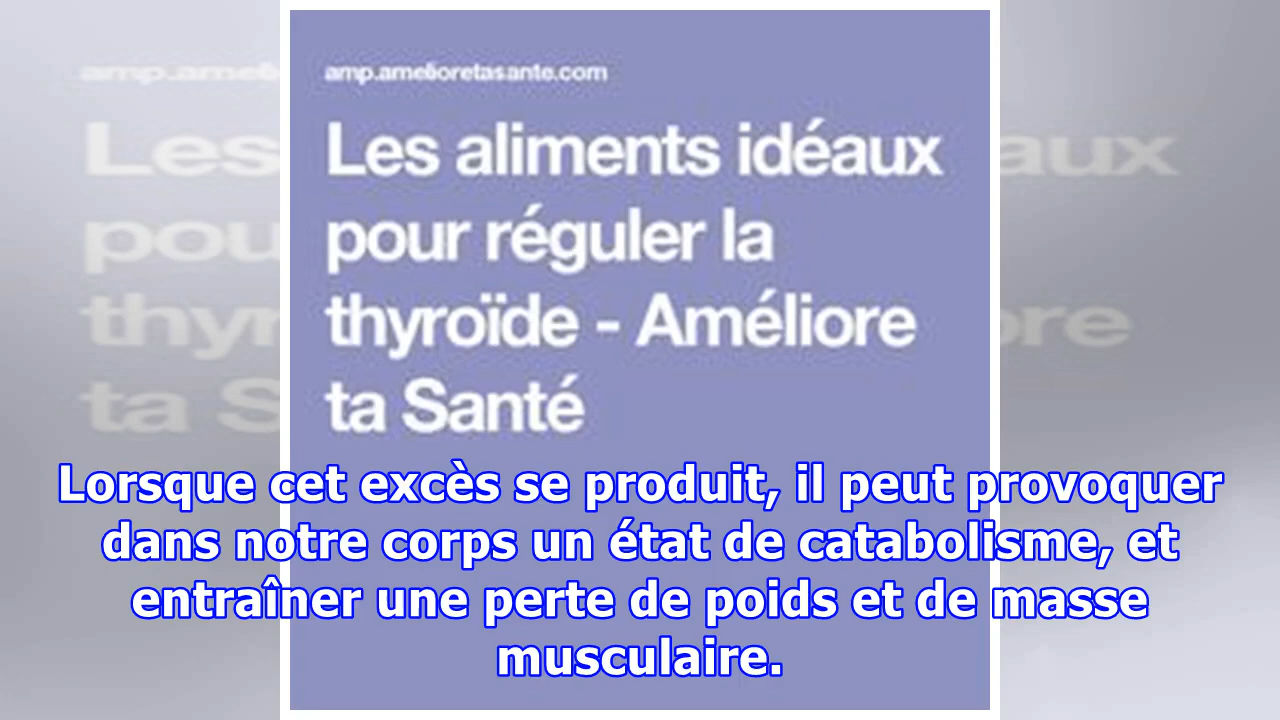 amp.amelioretasante.com
Les aliments idéaux
pour réguler la
thyroïde - Améliore
ta Santé
Lorsque cet excès se produit, il peut provoquer
dans notre corps un état de catabolisme, et
entraîner une perte de poids et de masse
musculaire.